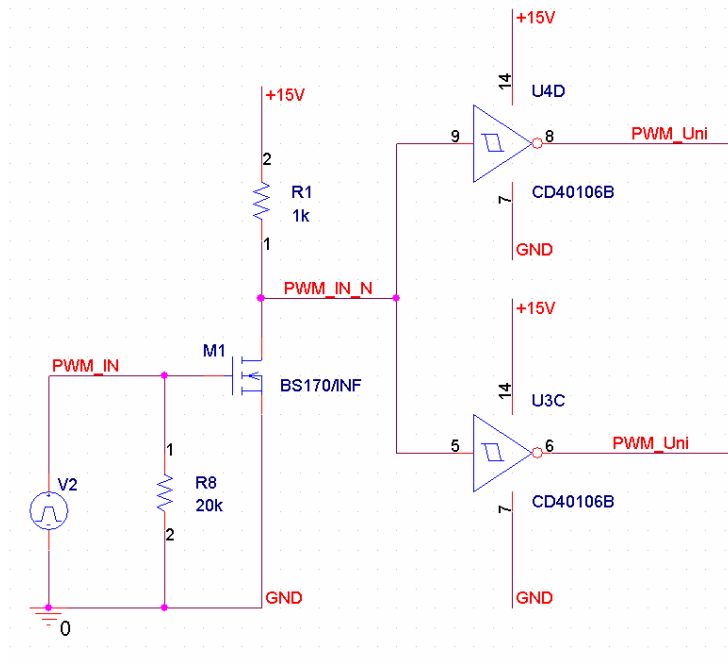 +15V
14
U4D
9
8
PWM_Uni
7
CD40106B
GND
+15V
2
R1
1k
1
PWM_IN_N
+15V
14
U3C
5
6
PWM_Uni
7
CD40106B
GND
M1
BS170/INF
PWM_IN
1
R8
20k
2
V2
GND
0